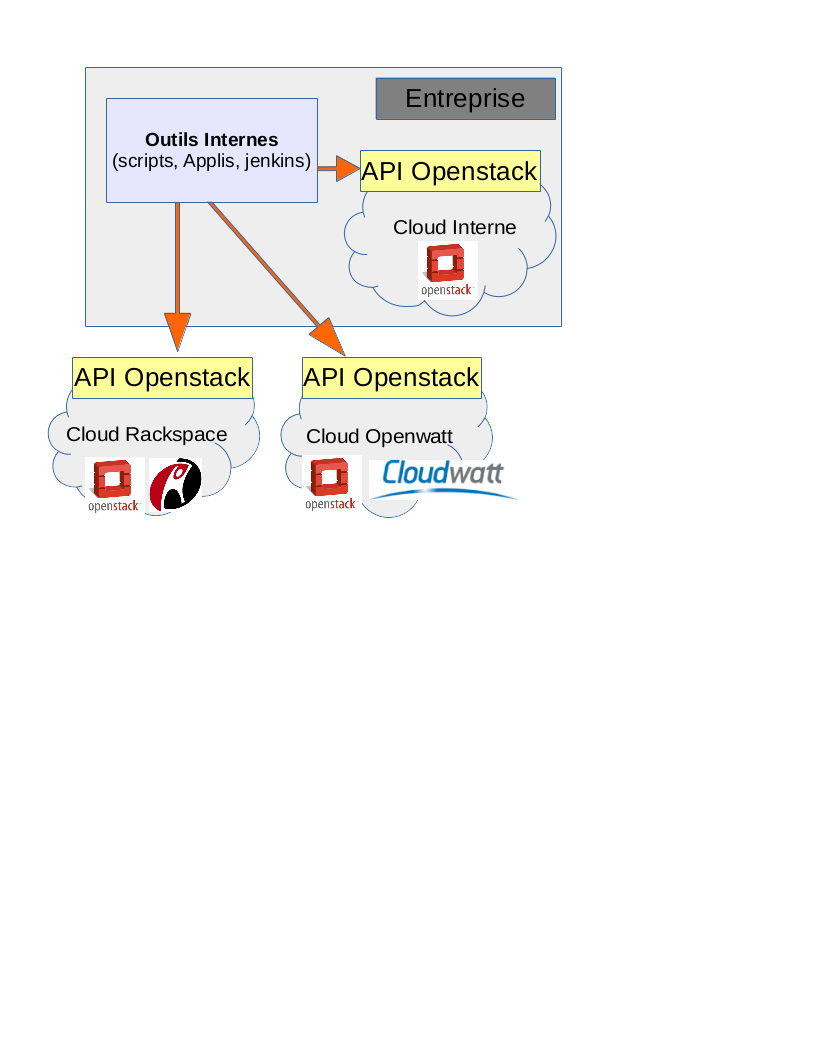 Entreprise
Outils Internes
(scripts, Applis, jenkins)
API Openstack
Cloud Interne
openstack
API Openstack
API Openstack
Cloud Rackspace
Cloud Openwatt
openstack
openstack
Cloudwatt